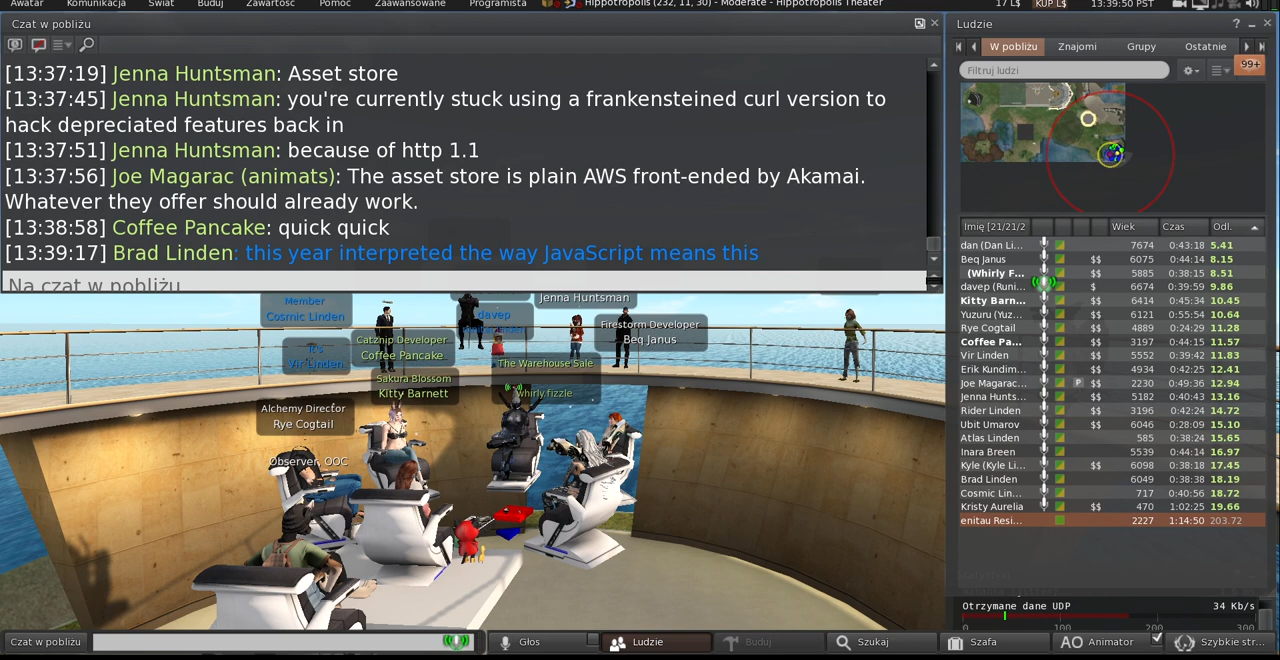 Awatar Komunikacja Świat Buduj Zawartość Pomoc Zaawansowane Programista Hippotropolis (232, 11, 30) - Moderate - Hippotropolis Theater 17 L$ KUP L$ 13:39:50 PST
Czat w pobliżu
[13:37:19] Jenna Huntsman: Asset store
[13:37:45] Jenna Huntsman: you're currently stuck using a frankensteined curl version to
hack depreciated features back in
[13:37:51] Jenna Huntsman: because of http 1.1
[13:37:56] Joe Magarac (animats): The asset store is plain AWS front-ended by Akamai.
Whatever they offer should already work.
[13:38:58] Coffee Pancake: quick quick
[13:39:17] Brad Linden: this year interpreted the way JavaScript means this
Na czat w pobliżu
Member
Cosmic Linden
It's
Vir Linden
Catznip Developer
Coffee Pancake
davep
Jenna Huntsman
Firestorm Developer
Beq Janus
The Warehouse Sale
whirly.fizzle
Sakura Blossom
Kitty Barnett
Alchemy Director
Rye Cogtail
Observer, OOC
Ludzie
W pobliżu Znajomi Grupy Ostatnie
99+
Filtruj ludzi
Imię [21/21/2 Wiek Czas Odl.
dan (Dan Li... 7674 0:43:18 5.41
Beq Janus $$ 6075 0:44:14 8.15
(Whirly F... $$ 5885 0:38:15 8.51
davep (Runi... $ 6674 0:39:59 9.86
Kitty Barn... $$ 6414 0:45:34 10.45
Yuzuru (Yuz... $$ 6121 0:55:54 10.64
Rye Cogtail $$ 4889 0:24:29 11.28
Coffee Pa... $$ 3197 0:44:15 11.57
Vir Linden $$ 5552 0:39:42 11.83
Erik Kundim... $$ 4934 0:42:25 12.41
Joe Magarac... P $$ 2230 0:49:36 12.94
Jenna Hunts... $$ 5182 0:40:43 13.16
Rider Linden $$ 3196 0:42:24 14.72
Ubit Umarov $$ 6046 0:28:09 15.10
Atlas Linden 585 0:38:24 15.65
Inara Breen 5539 0:44:14 16.97
Kyle (Kyle Li... $$ 6098 0:38:18 17.45
Brad Linden 6049 0:38:38 18.19
Cosmic Lin... 717 0:40:56 18.72
Kristy Aurelia $$ 470 1:02:25 19.66
enitau Resi... 2227 1:14:50 203.72
Otrzymane dane UDP 34 Kb/s
0 100 200 300
Czat w pobliżu Głos Ludzie Buduj Szukaj Szafa AO Animator Szybkie str...